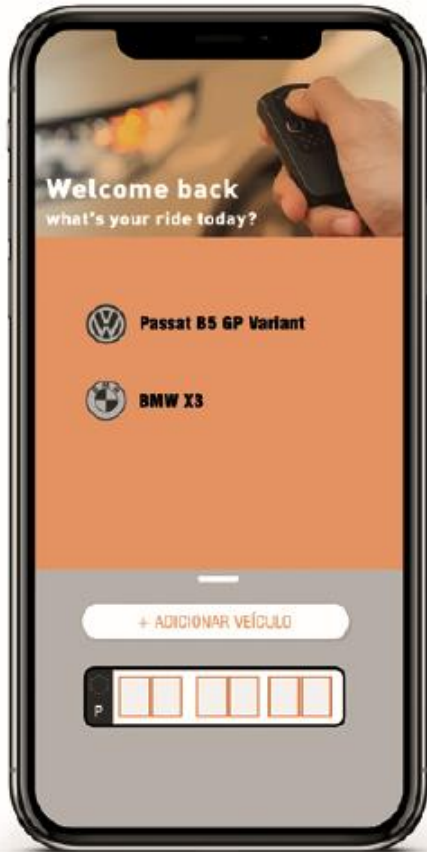 Welcome back
what's your ride today?
Passat B5 GP Variant
BMW X3
+ ADICIONAR VEÍCULO
P